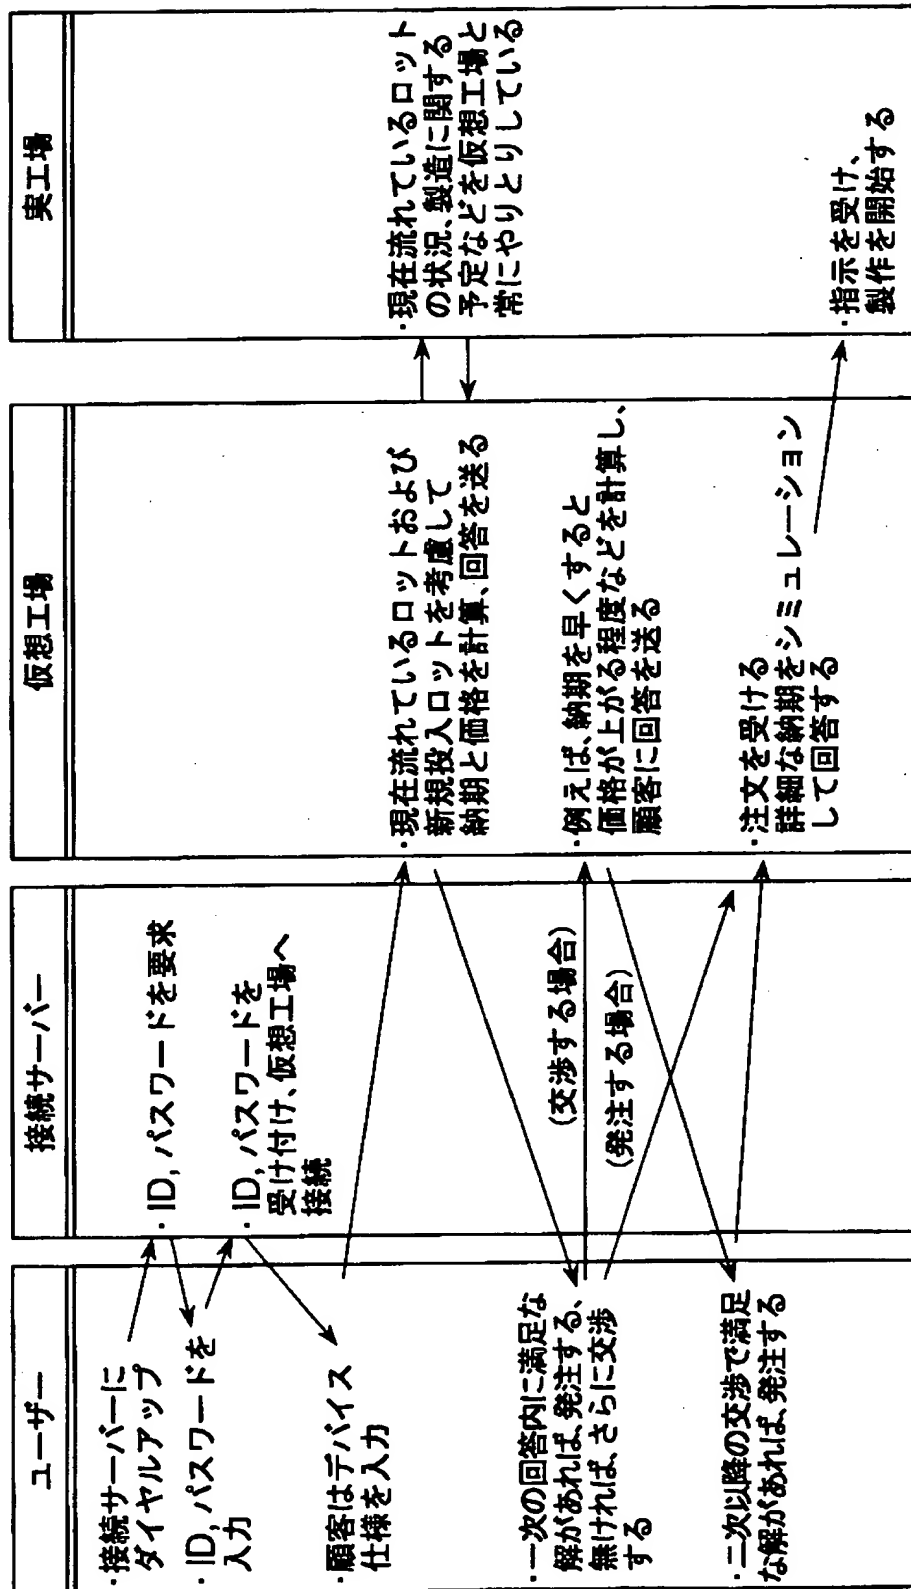 ユーザー
・接続サーバーに
ダイヤルアップ
・ID, パスワードを
入力
・顧客はデバイス
仕様を入力
・一次の回答内に満足な
解があれば、発注する、
無ければ、さらに交渉
する
・二次以降の交渉で満足
な解があれば、発注する
接続サーバー
・ID, パスワードを要求
・ID, パスワードを
受け付け、仮想工場へ
接続
(交渉する場合)
(発注する場合)
仮想工場
・現在流れているロットおよび
新規投入ロットを考慮して
納期と価格を計算、回答を送る
・例えば、納期を早くすると
価格が上がる程度などを計算し、
顧客に回答を送る
・注文を受ける
詳細な納期をシミュレーション
して回答する
実工場
・現在流れているロット
の状況、製造に関する
予定などを仮想工場と
常にやりとりしている
・指示を受け、
製作を開始する